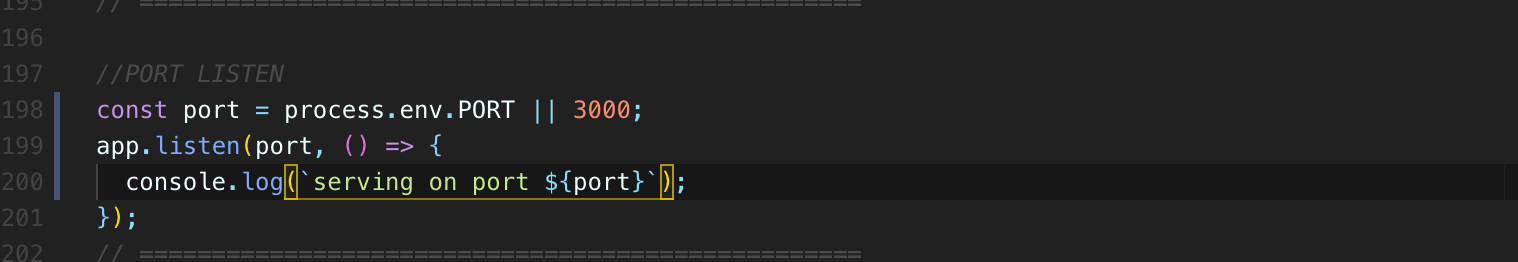 195 // ==================================================
196
197 //PORT LISTEN
198 const port = process.env.PORT || 3000;
199 app.listen(port, () => {
200 console.log(`serving on port ${port}`);
201 });
202 // ==================================================